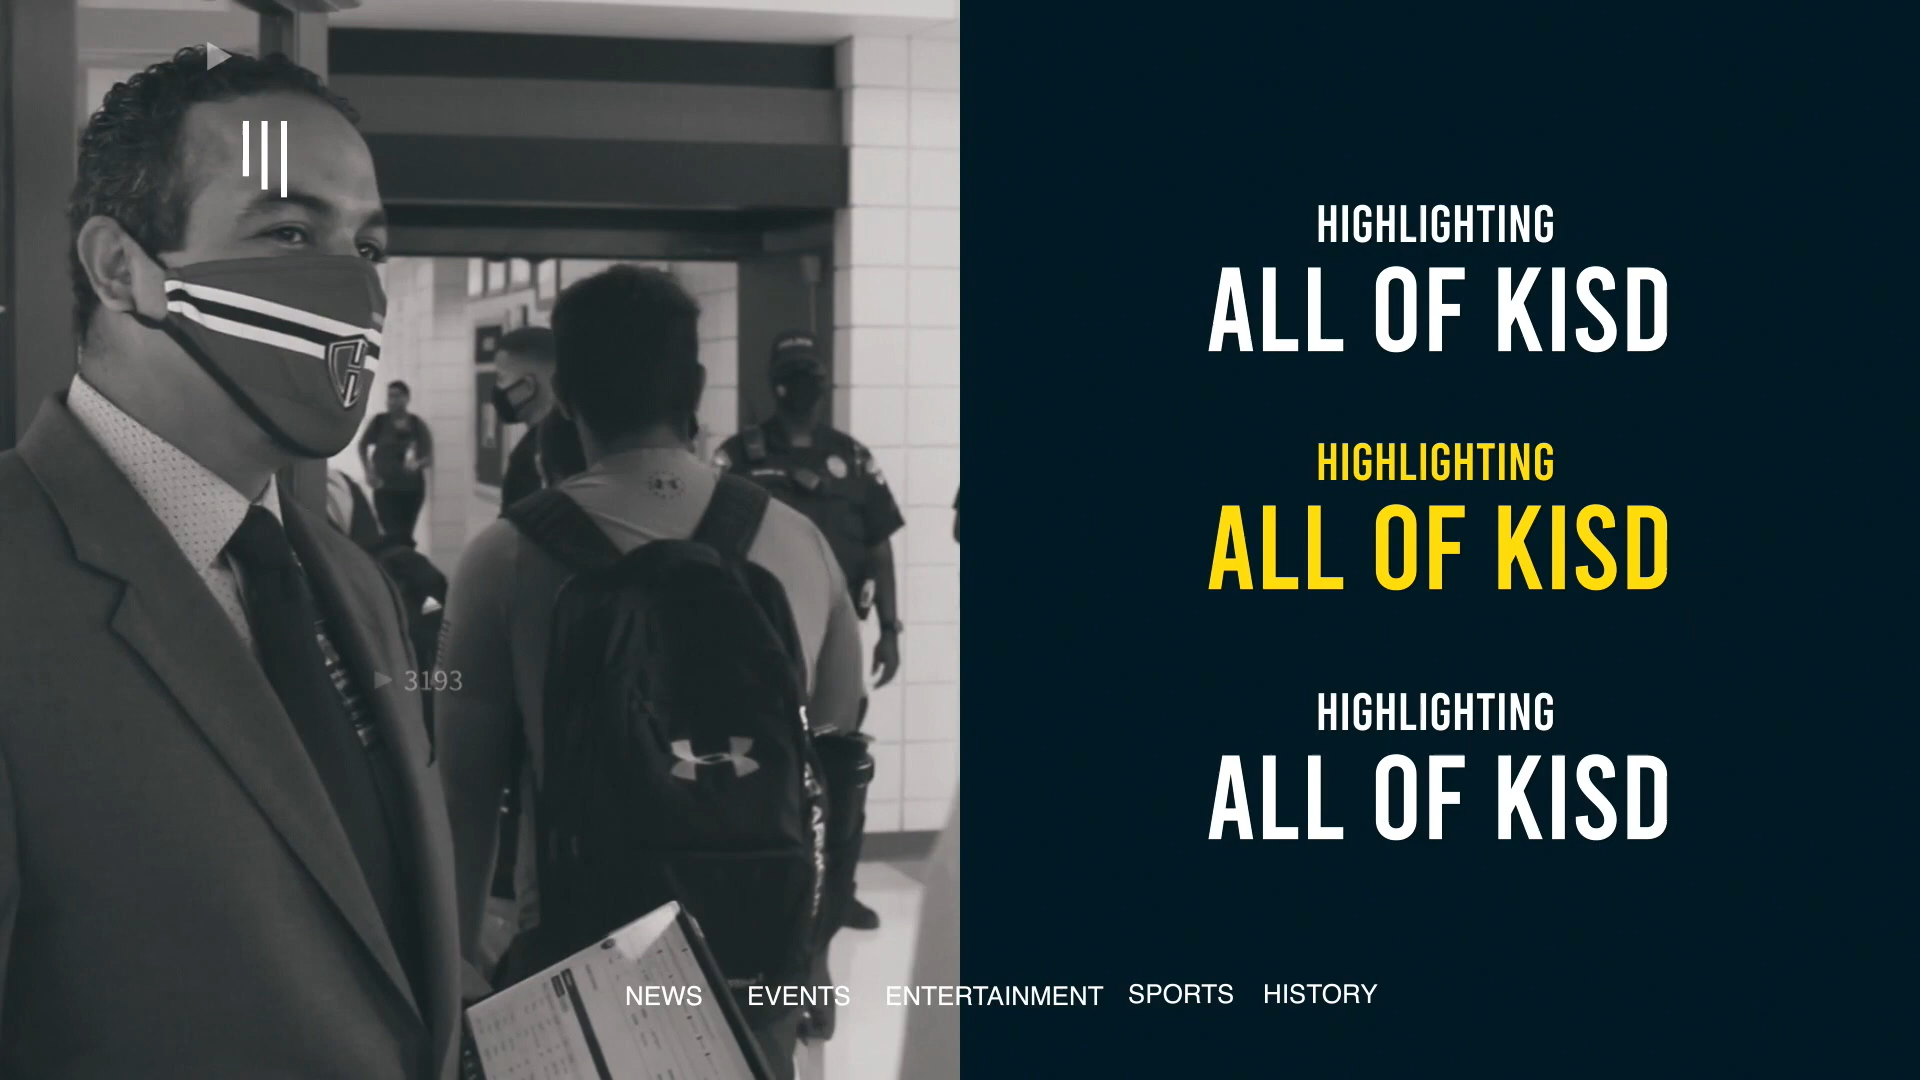 HIGHLIGHTING
ALL OF KISD
HIGHLIGHTING
ALL OF KISD
3193
HIGHLIGHTING
ALL OF KISD
NEWS EVENTS ENTERTAINMENT SPORTS HISTORY